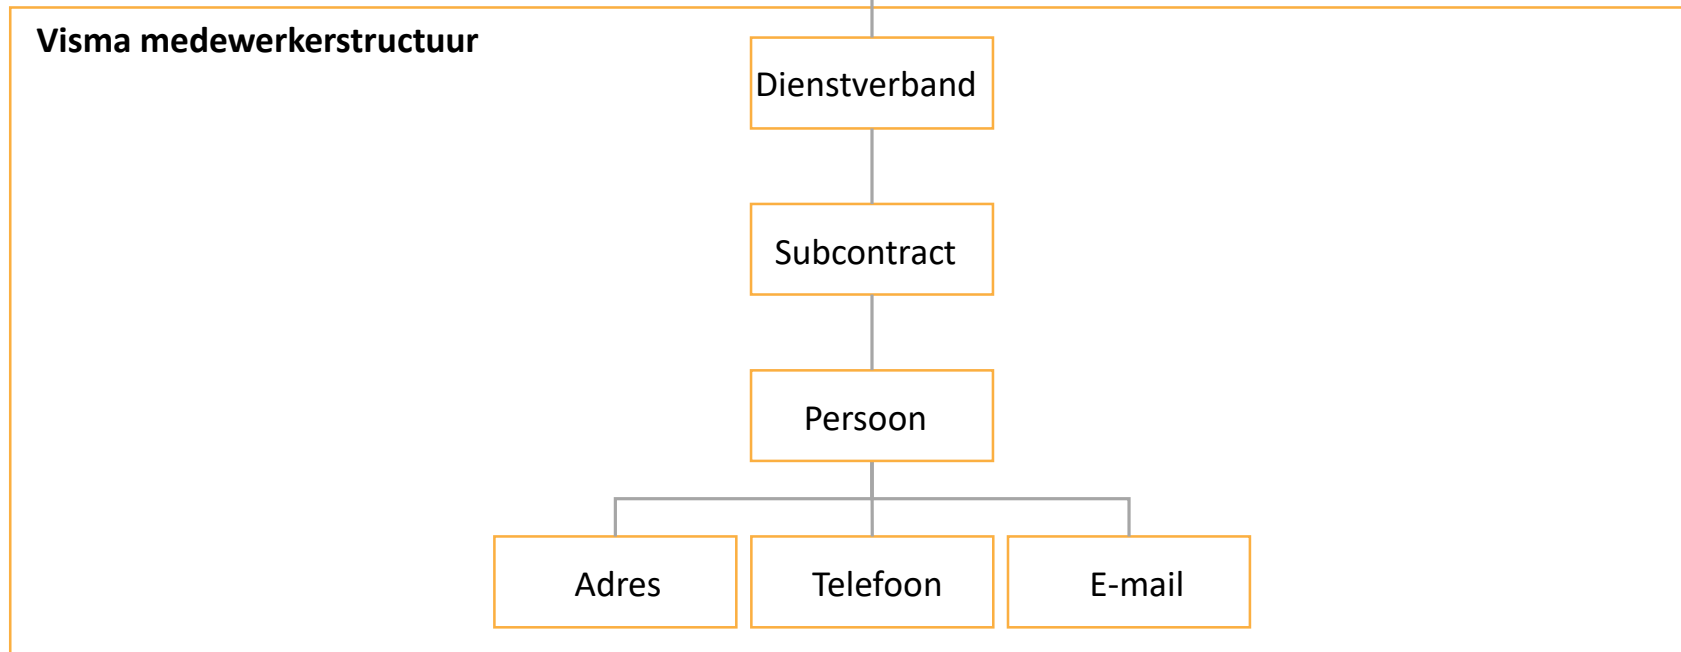 Visma medewerkerstructuur
Dienstverband
Subcontract
Persoon
Adres
Telefoon
E-mail